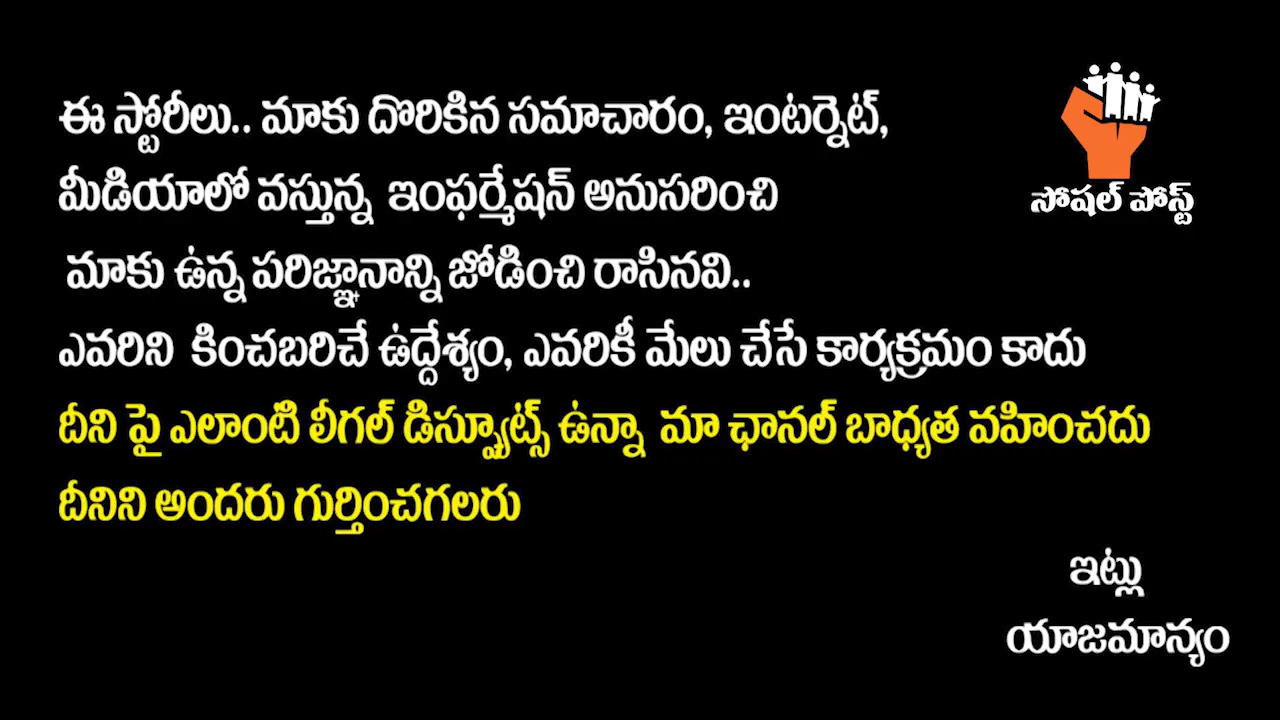 ఈ స్టోరీలు.. మాకు దొరికిన సమాచారం, ఇంటర్నెట్,
మీడియాలో వస్తున్న ఇంఫర్మేషన్ అనుసరించి
మాకు ఉన్న పరిజ్ఞానాన్ని జోడించి రాసినవి..
ఎవరిని కించబరిచే ఉద్దేశ్యం, ఎవరికీ మేలు చేసే కార్యక్రమం కాదు
దీని పై ఎలాంటి లీగల్ డిస్ప్యూట్స్ ఉన్నా మా ఛానల్ బాధ్యత వహించదు
దీనిని అందరు గుర్తించగలరు
ఇట్లు
యాజమాన్యం
సోషల్ పోస్ట్